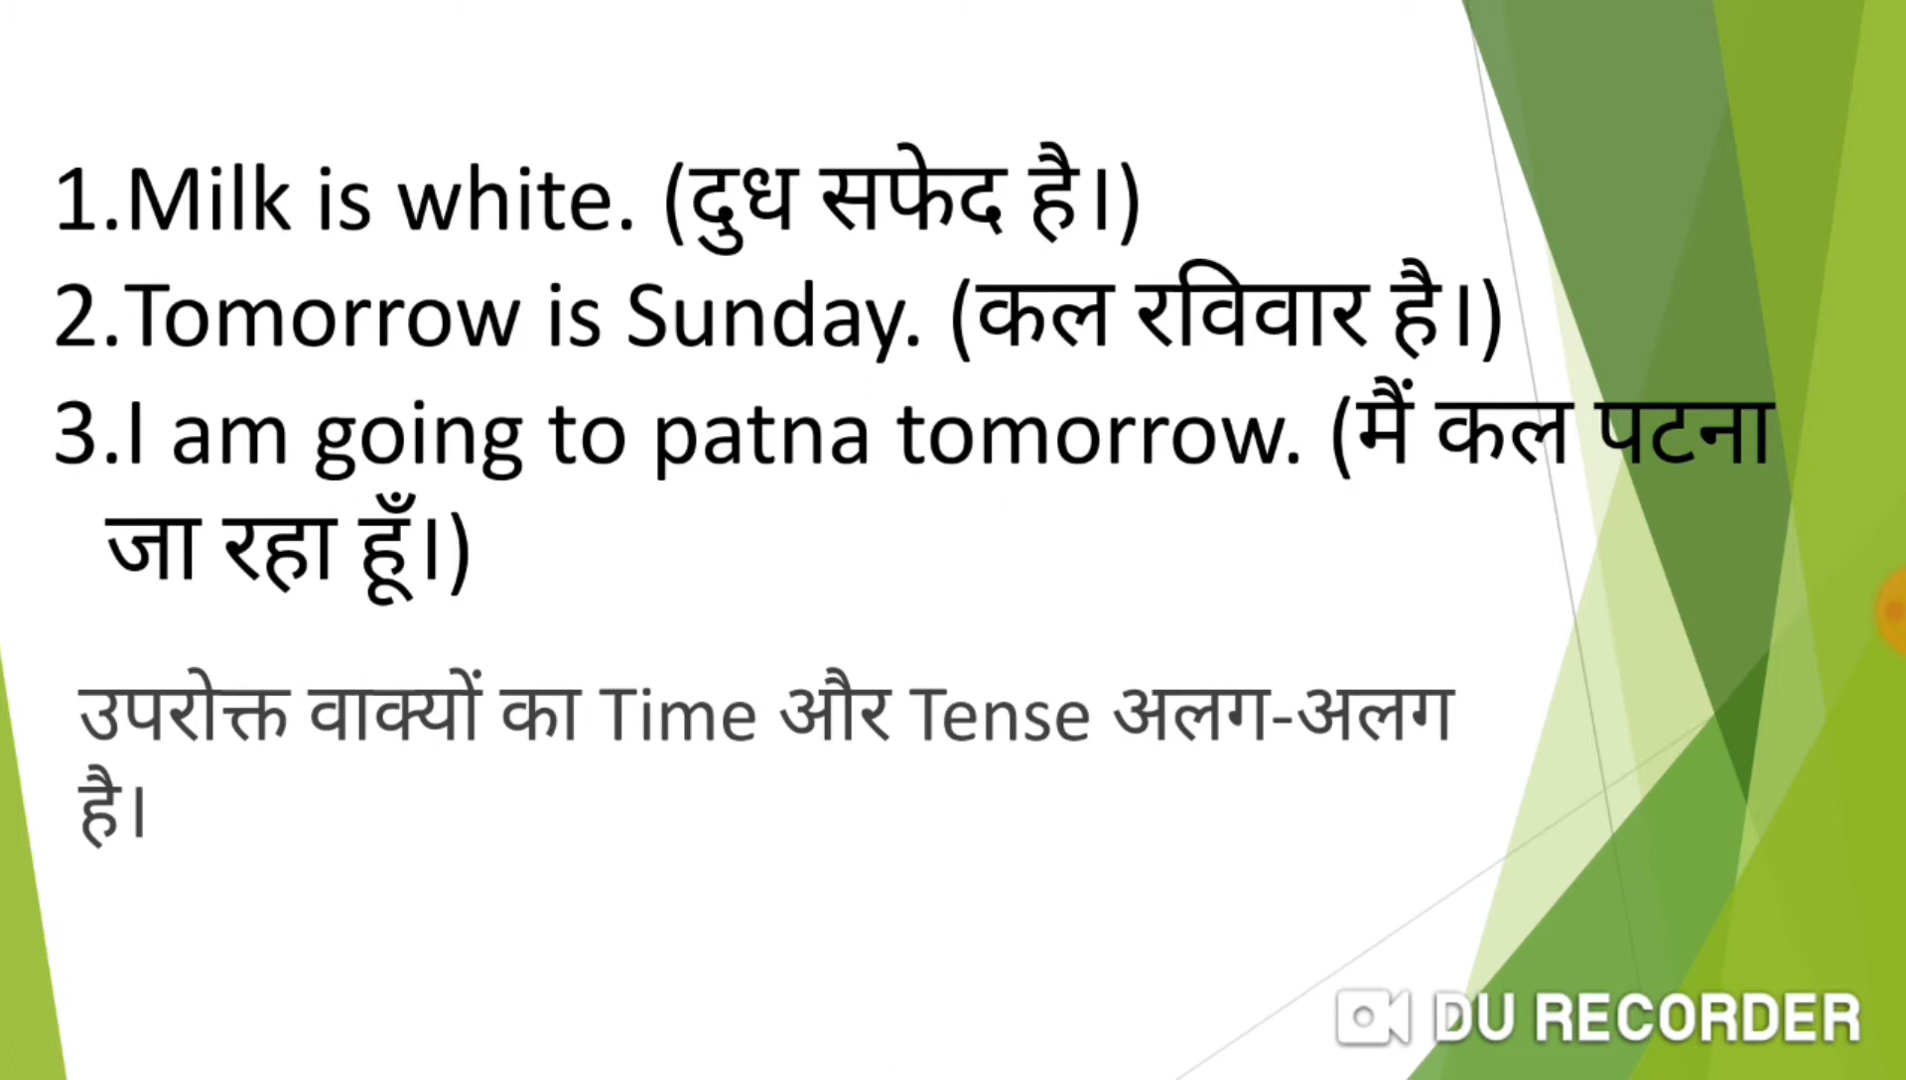 1.Milk is white. (दुध सफेद है।)
2.Tomorrow is Sunday. (कल रविवार है।)
3.I am going to patna tomorrow. (मैं कल पटना
जा रहा हूँ।)
उपरोक्त वाक्यों का Time और Tense अलग-अलग
है।
DU RECORDER